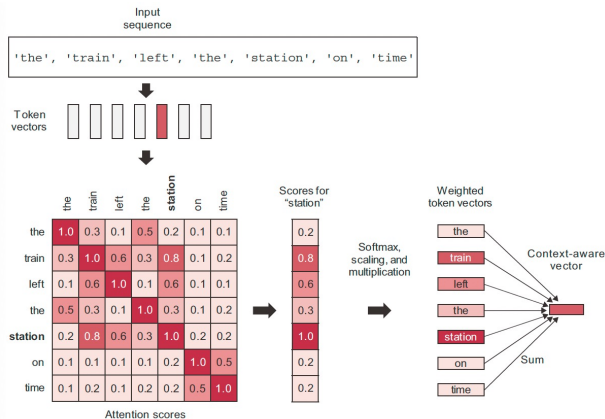 Input
sequence
'the', 'train', 'left', 'the', 'station', 'on', 'time'
Token
vectors
the train left the station on time
the 1.0 0.3 0.1 0.5 0.2 0.1 0.1
train 0.3 1.0 0.6 0.3 0.8 0.1 0.2
left 0.1 0.6 1.0 0.1 0.6 0.1 0.1
the 0.5 0.3 0.1 1.0 0.3 0.1 0.2
station 0.2 0.8 0.6 0.3 1.0 0.2 0.2
on 0.1 0.1 0.1 0.1 0.2 1.0 0.5
time 0.1 0.2 0.1 0.2 0.2 0.5 1.0
Attention scores
Scores for
"station"
0.2
0.8
0.6
0.3
1.0
0.2
0.2
Softmax,
scaling, and
multiplication
Weighted
token vectors
the
train
left
the
station
on
time
Context-aware
vector
Sum